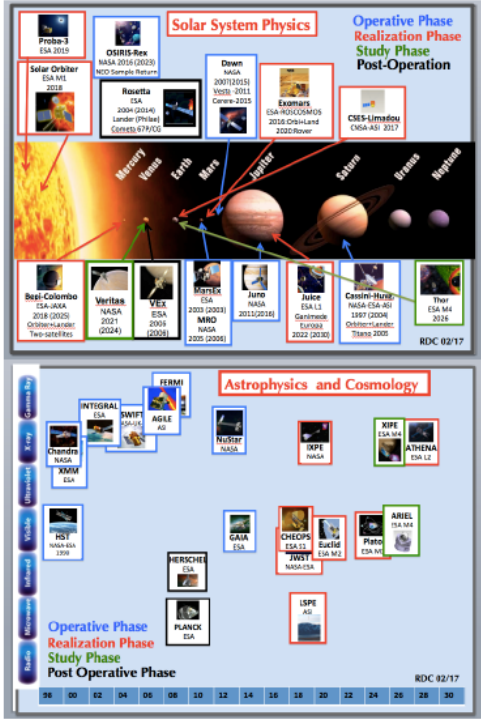 Solar System Physics
Operative Phase
Realization Phase
Study Phase
Post-Operation
Proba-3
ESA 2019
Solar Orbiter
ESA M1
2018
OSIRIS-Rex
NASA 2016 (2023)
NEO Sample Return
Rosetta
ESA
2004 (2014)
Lander (Philae)
Cometa 67P/CG
Dawn
NASA
2007(2015)
Vesta -2011
Cerere-2015
Exomars
ESA-ROSCOSMOS
2016:Orbi+Land
2020:Rover
CSES-Limadou
CNSA-ASI 2017
Mercury
Venus
Earth
Mars
Jupiter
Saturn
Uranus
Neptune
Bepi-Colombo
ESA-JAXA
2018 (2025)
Orbiter+Lander
Two-satellites
Veritas
NASA
2021
(2024)
VEx
ESA
2005
(2006)
MarsEx
ESA
2003 (2003)
MRO
NASA
2005 (2006)
Juno
NASA
2011(2016)
Juice
ESA L1
Ganimede
Europa
2022 (2030)
Cassini-Huyg.
NASA-ESA-ASI
1997 (2004)
Orbiter+Lander
Titano 2005
Thor
ESA M4
2026
RDC 02/17
Astrophysics and Cosmology
Gamma Ray
X-ray
Ultraviolet
Visible
Infrared
Microwave
Radio
FERMI
INTEGRAL
ESA
SWIFT
AGILE
ASI
Chandra
NASA
XMM
ESA
NuStar
NASA
IXPE
NASA
XIPE
ESA M4
ATHENA
ESA L2
HST
NASA-ESA
1990
GAIA
ESA
CHEOPS
ESA S1
JWST
NASA-ESA
Euclid
ESA M2
Plato
ARIEL
ESA M4
HERSCHEL
ESA
PLANCK
ESA
LSPE
ASI
Operative Phase
Realization Phase
Study Phase
Post Operative Phase
RDC 02/17
98 00 02 04 06 08 10 12 14 16 18 20 22 24 26 28 30